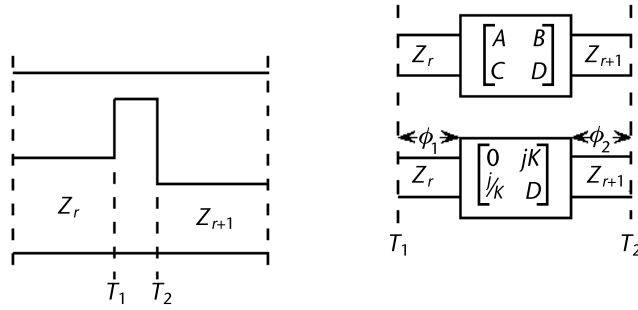 Z_r
Z_{r+1}
T_1
T_2
Z_r
A B
C D
Z_{r+1}
ϕ_1
ϕ_2
Z_r
0 jK
j/K D
Z_{r+1}
T_1
T_2